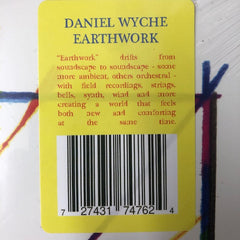 DANIEL WYCHE
EARTHWORK
"Earthwork" drifts from
soundscape to soundscape - some
more ambient, others orchestral -
with field recordings, strings,
bells, synth, wind and more
creating a world that feels
both new and comforting
at the same time.
7 27431 74762 4